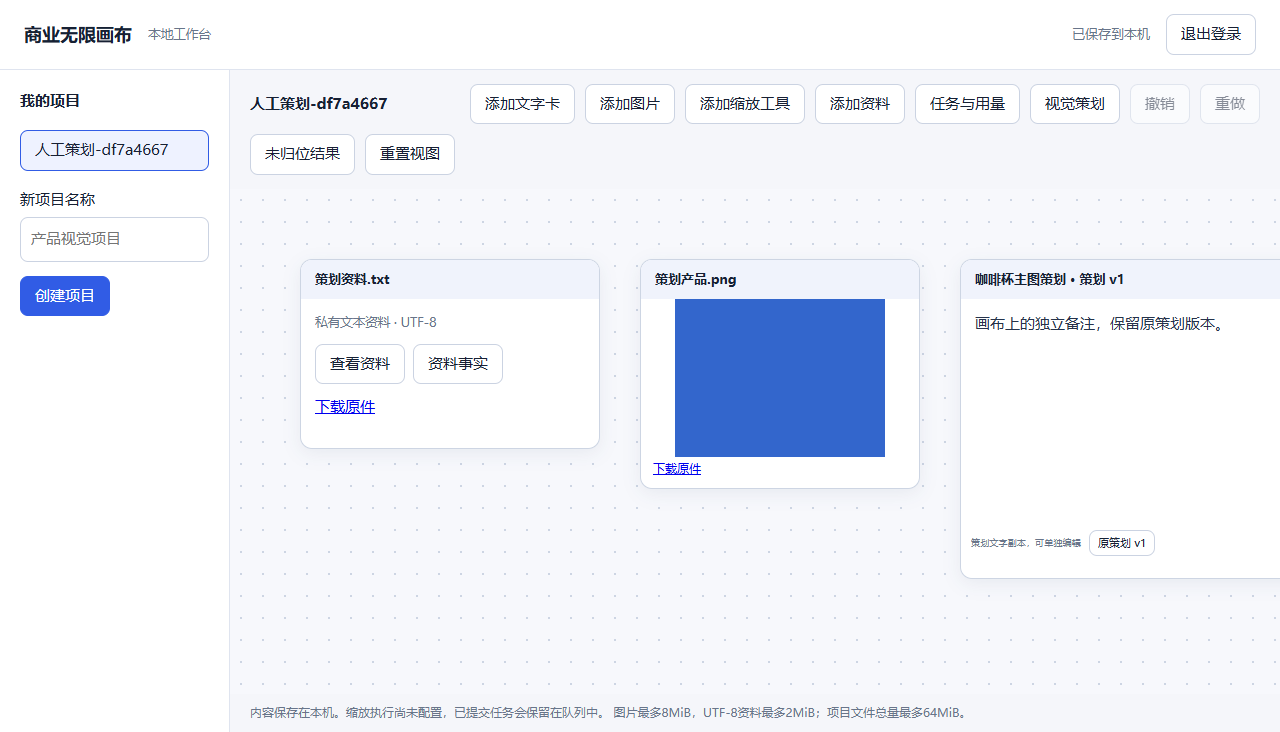 商业无限画布 本地工作台 已保存到本机 退出登录
我的项目
人工策划-df7a4667
新项目名称
产品视觉项目
创建项目
人工策划-df7a4667 添加文字卡 添加图片 添加缩放工具 添加资料 任务与用量 视觉策划 撤销 重做
未归位结果 重置视图
策划资料.txt
私有文本资料 · UTF-8
查看资料 资料事实
下载原件
策划产品.png
下载原件
咖啡杯主图策划 • 策划 v1
画布上的独立备注，保留原策划版本。
策划文字副本，可单独编辑 原策划 v1
内容保存在本机。缩放执行尚未配置，已提交任务会保留在队列中。 图片最多8MiB，UTF-8资料最多2MiB；项目文件总量最多64MiB。